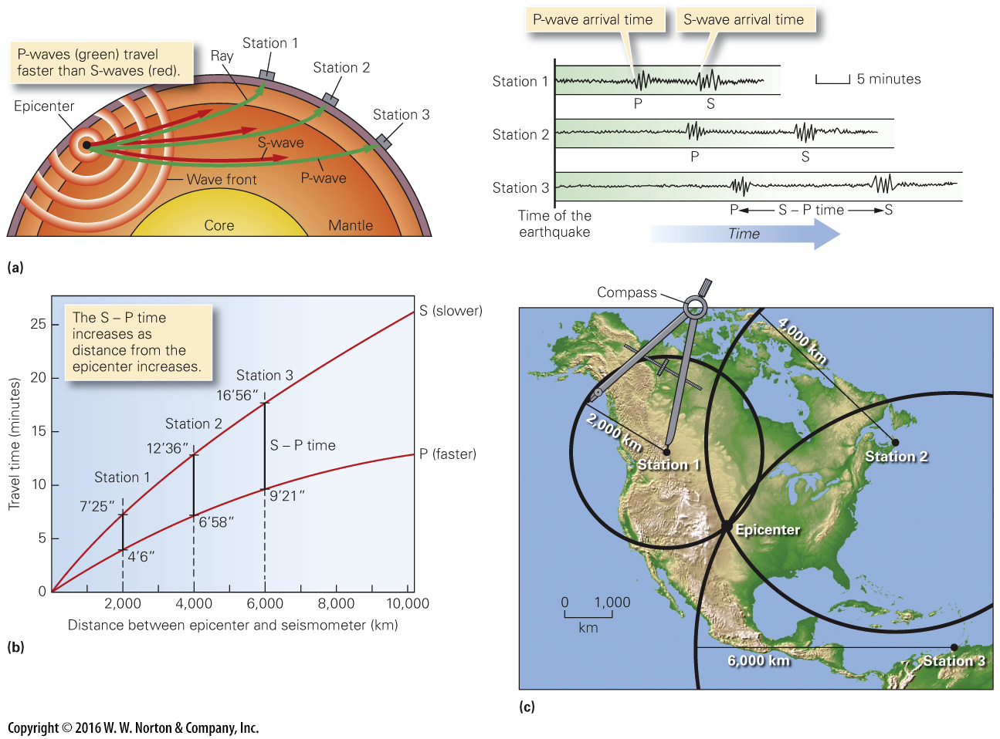 P-waves (green) travel
faster than S-waves (red).
Epicenter
Ray
Station 1
Station 2
Station 3
S-wave
P-wave
Wave front
Core
Mantle
(a)
P-wave arrival time
S-wave arrival time
Station 1
P
S
5 minutes
Station 2
P
S
Station 3
P
S – P time
S
Time of the
earthquake
Time
The S – P time
increases as
distance from the
epicenter increases.
Travel time (minutes)
25
20
15
10
5
0
Station 1
7’25”
4’6”
Station 2
12’36”
6’58”
Station 3
16’56”
S – P time
9’21”
S (slower)
P (faster)
2,000
4,000
6,000
8,000
10,000
Distance between epicenter and seismometer (km)
(b)
Compass
4,000 km
2,000 km
Station 1
Station 2
Epicenter
0
1,000
km
6,000 km
Station 3
(c)
Copyright © 2016 W. W. Norton & Company, Inc.